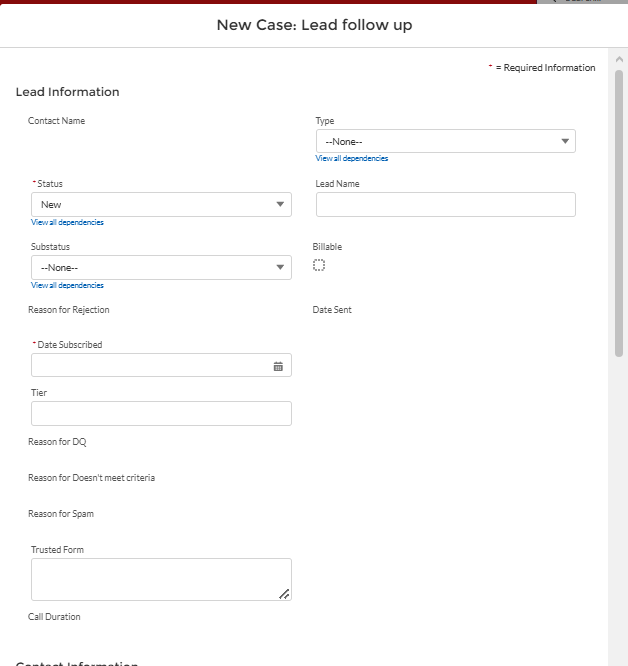 New Case: Lead follow up
* = Required Information
Lead Information
Contact Name
Type
--None--
View all dependencies
*Status
New
View all dependencies
Lead Name
Substatus
--None--
View all dependencies
Billable
Reason for Rejection
Date Sent
*Date Subscribed
Tier
Reason for DQ
Reason for Doesn't meet criteria
Reason for Spam
Trusted Form
Call Duration
Contact Information